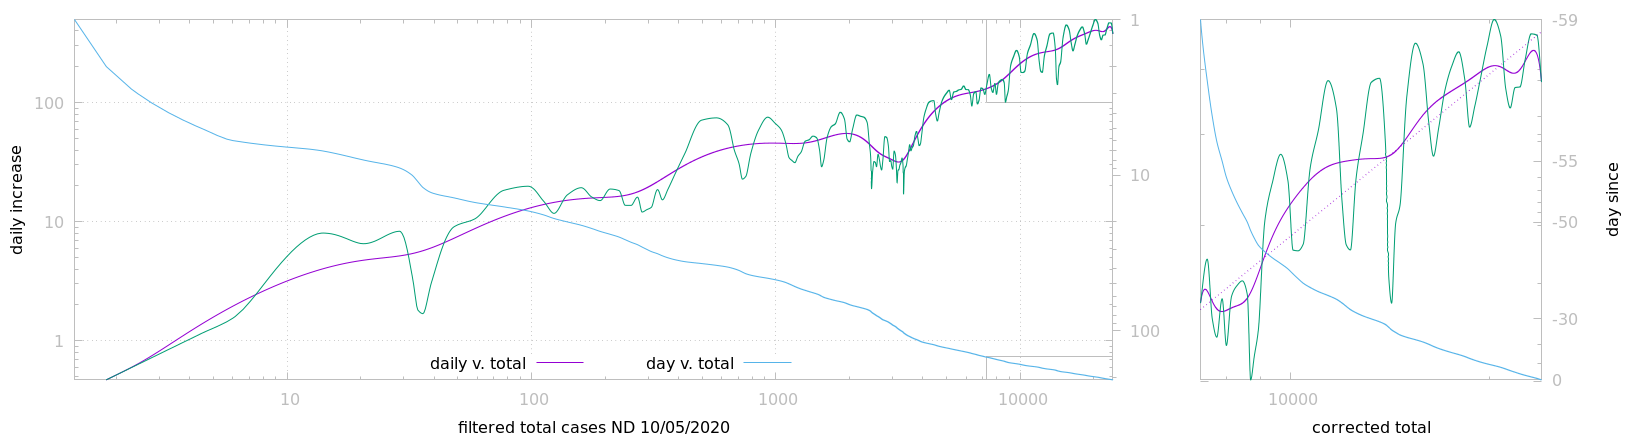 daily increase
100
10
1
10
100
1000
10000
1
10
100
daily v. total
day v. total
filtered total cases ND 10/05/2020
-59
-55
-50
-30
0
day since
10000
corrected total